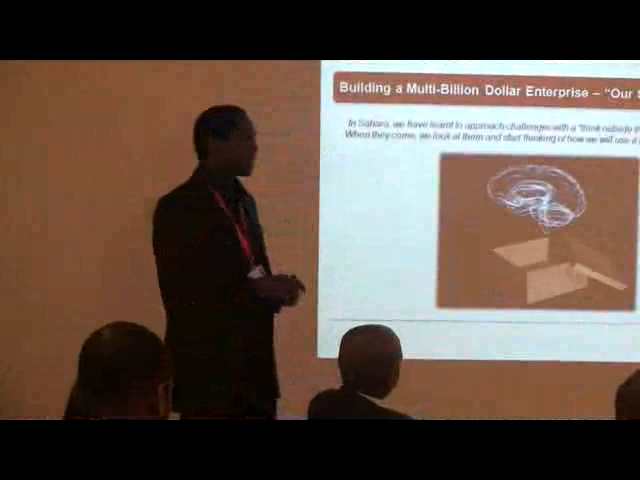 Building a Multi-Billion Dollar Enterprise – “Our
In Sahara, we have learnt to approach challenges with a “think outside
When they come, we look at them and start thinking of how we will use it